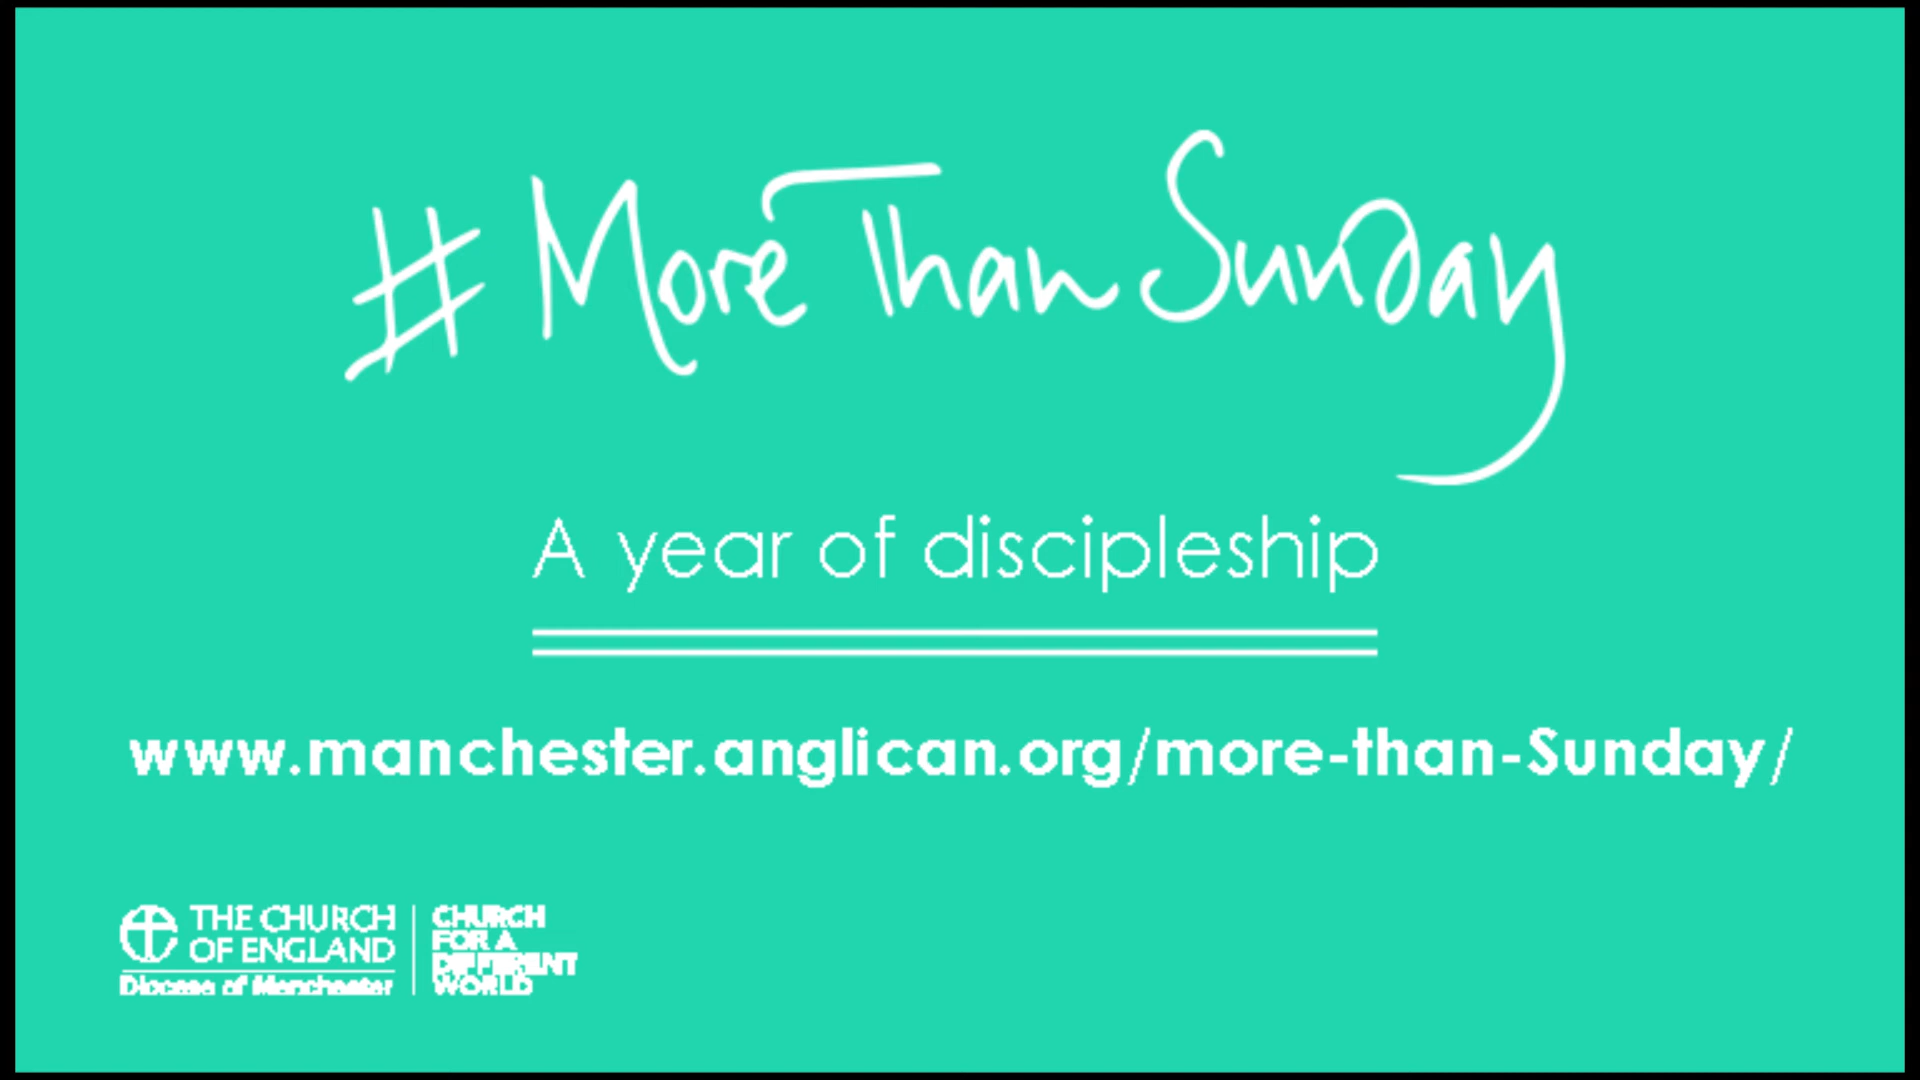 #MoreThanSunday
A year of discipleship
www.manchester.anglican.org/more-than-Sunday/
THE CHURCH
OF ENGLAND
Diocese of Manchester
CHURCH
FOR A
DIFFERENT
WORLD